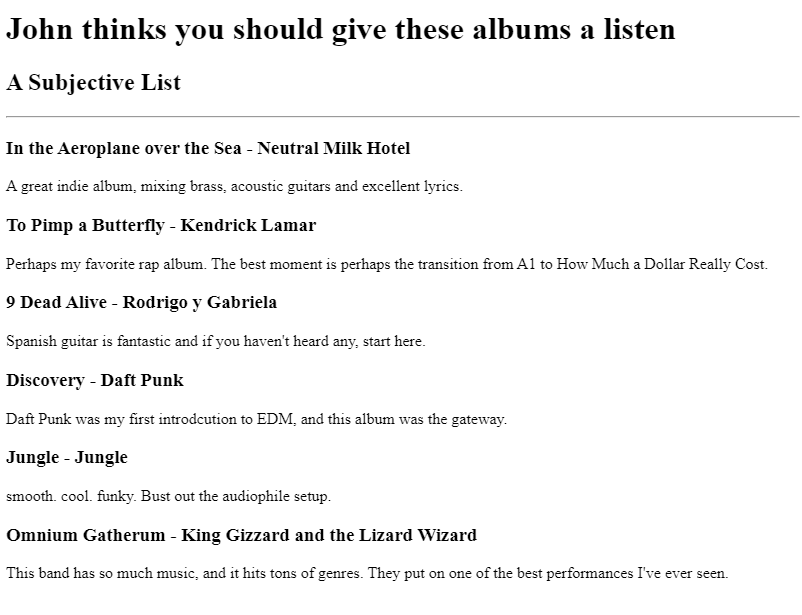 John thinks you should give these albums a listen
A Subjective List
In the Aeroplane over the Sea - Neutral Milk Hotel
A great indie album, mixing brass, acoustic guitars and excellent lyrics.
To Pimp a Butterfly - Kendrick Lamar
Perhaps my favorite rap album. The best moment is perhaps the transition from A1 to How Much a Dollar Really Cost.
9 Dead Alive - Rodrigo y Gabriela
Spanish guitar is fantastic and if you haven't heard any, start here.
Discovery - Daft Punk
Daft Punk was my first introdcution to EDM, and this album was the gateway.
Jungle - Jungle
smooth. cool. funky. Bust out the audiophile setup.
Omnium Gatherum - King Gizzard and the Lizard Wizard
This band has so much music, and it hits tons of genres. They put on one of the best performances I've ever seen.